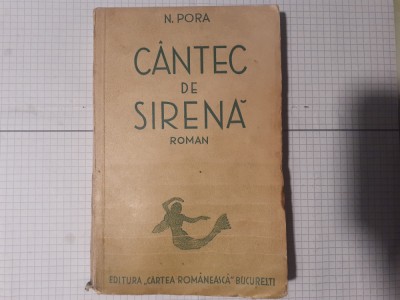 N. PORA
CÂNTEC
DE
SIRENĂ
ROMAN
EDITURA „CARTEA ROMÂNEASCĂ" BUCUREȘTI